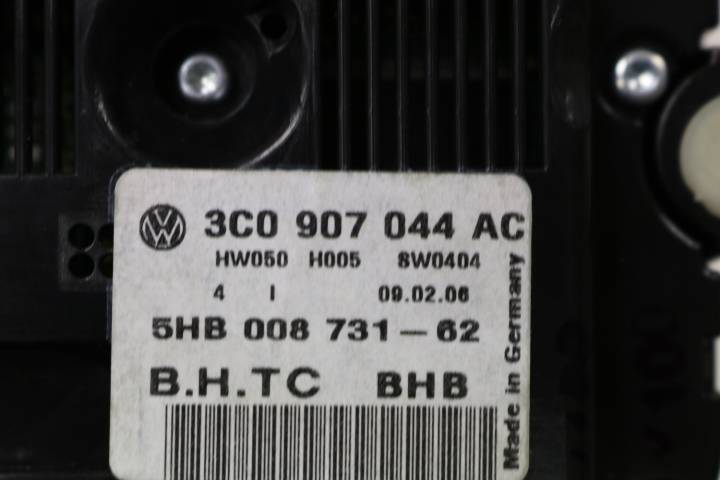 3C0 907 044 AC
HW050 H005 SW0404
4 I 09.02.06
5HB 008 731-62
B.H.TC BHB
Made in Germany